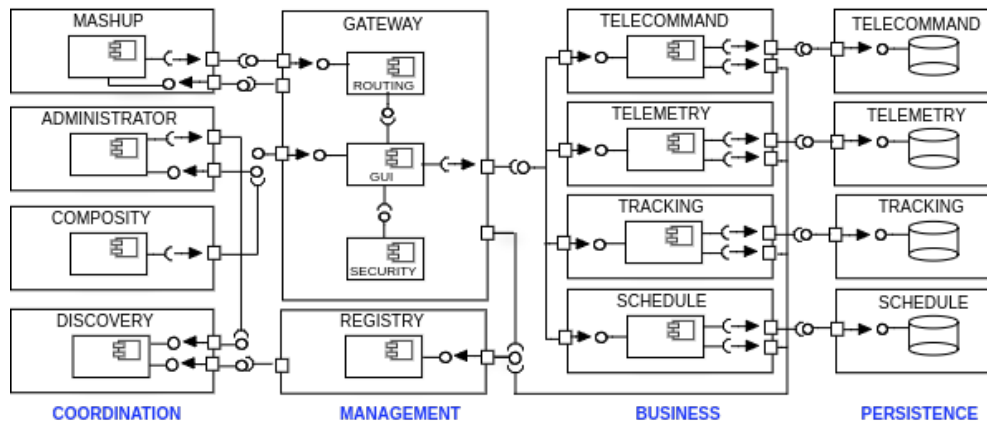 MASHUP
GATEWAY
TELECOMMAND
TELECOMMAND
ROUTING
ADMINISTRATOR
TELEMETRY
TELEMETRY
GUI
COMPOSITY
TRACKING
TRACKING
SECURITY
DISCOVERY
REGISTRY
SCHEDULE
SCHEDULE
COORDINATION
MANAGEMENT
BUSINESS
PERSISTENCE